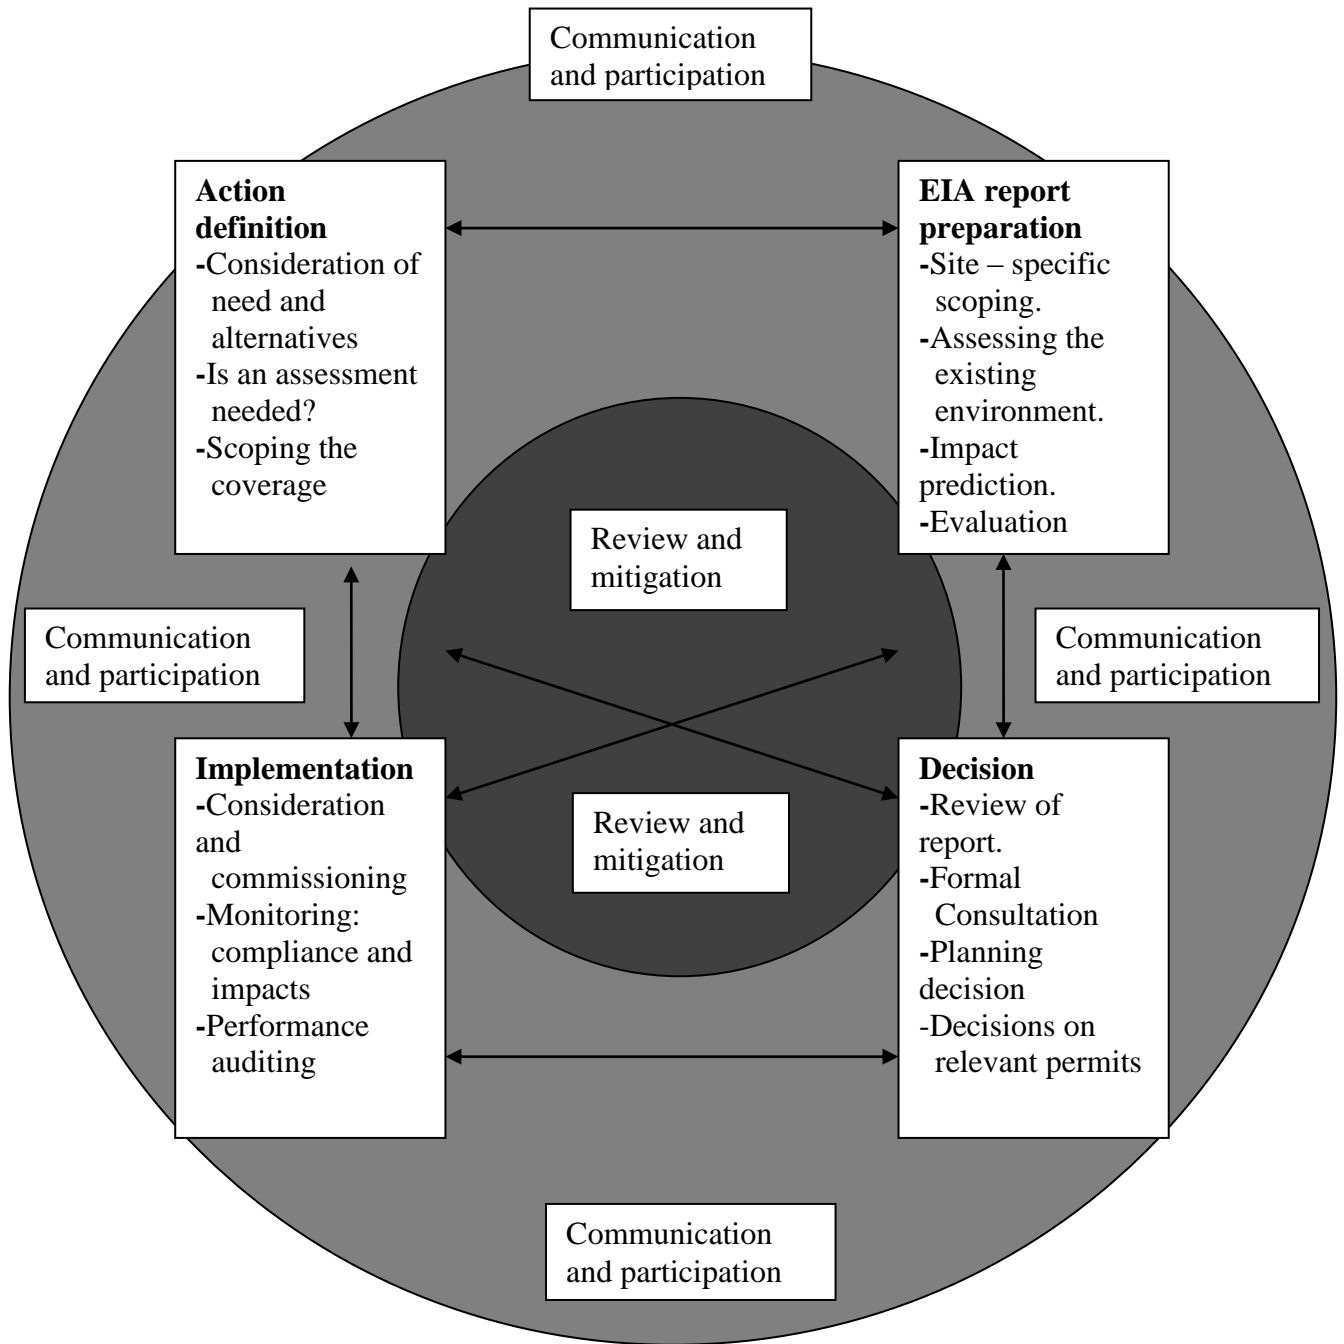 Communication
and participation
Action
definition
-Consideration of
need and
alternatives
-Is an assessment
needed?
-Scoping the
coverage
EIA report
preparation
-Site – specific
scoping.
-Assessing the
existing
environment.
-Impact
prediction.
-Evaluation
Review and
mitigation
Communication
and participation
Communication
and participation
Implementation
-Consideration
and
commissioning
-Monitoring:
compliance and
impacts
-Performance
auditing
Review and
mitigation
Decision
-Review of
report.
-Formal
Consultation
-Planning
decision
-Decisions on
relevant permits
Communication
and participation